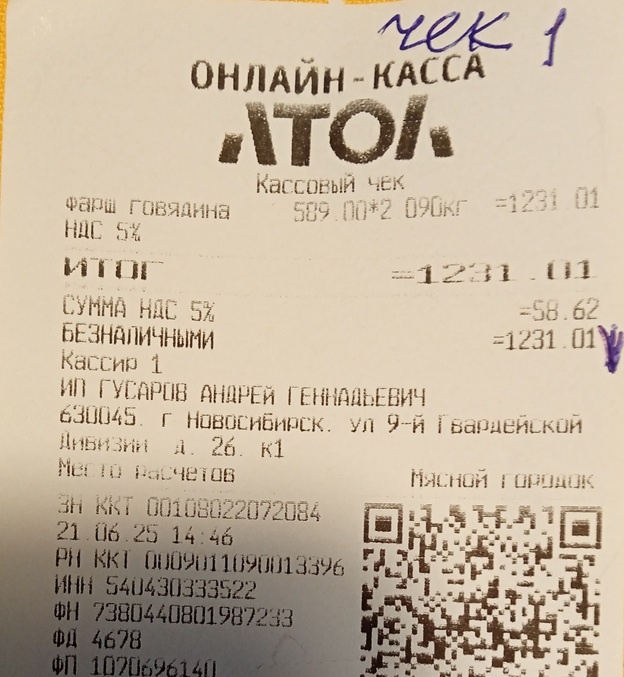 чек 1
ОНЛАЙН-КАССА
АТОЛ
Кассовый чек
ФАРШ ГОВЯДИНА 589.00*2.090КГ =1231.01
НДС 5%
ИТОГ =1231.01
СУММА НДС 5% =58.62
БЕЗНАЛИЧНЫМИ =1231.01
Кассир 1
ИП ГУСАРОВ АНДРЕЙ ГЕННАДЬЕВИЧ
630045. г Новосибирск. ул 9-й Гвардейской
Дивизии д. 26. к1
Место расчетов Мясной городок
ЗН ККТ 00108022072084
21.06.25 14:46
РН ККТ 0009011090013396
ИНН 540430333522
ФН 7380440801987233
ФД 4678
ФП 1070696140